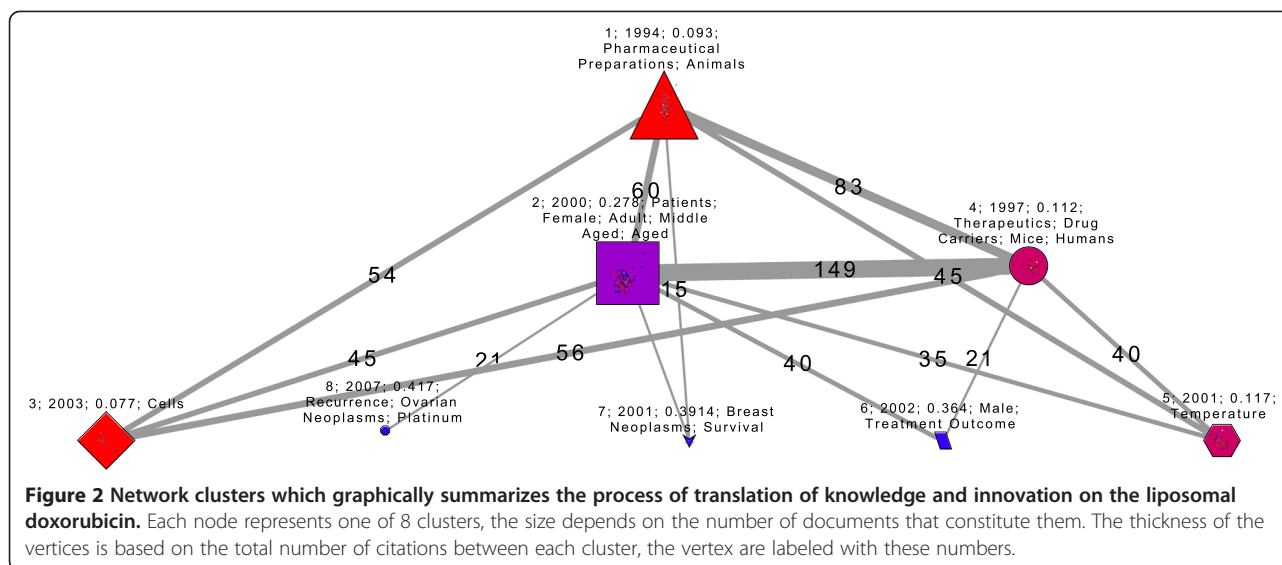 1; 1994; 0.093;
Pharmaceutical
Preparations; Animals
83
60
2; 2000; 0.278; Patients;
Female; Adult; Middle
Aged; Aged
4; 1997; 0.112;
Therapeutics; Drug
Carriers; Mice; Humans
54
149
45
15
45
21
56
40
35
21
40
3; 2003; 0.077; Cells
8; 2007; 0.417;
Recurrence; Ovarian
Neoplasms; Platinum
7; 2001; 0.3914; Breast
Neoplasms; Survival
6; 2002; 0.364; Male;
Treatment Outcome
5; 2001; 0.117;
Temperature
Figure 2 Network clusters which graphically summarizes the process of translation of knowledge and innovation on the liposomal
doxorubicin. Each node represents one of 8 clusters, the size depends on the number of documents that constitute them. The thickness of the
vertices is based on the total number of citations between each cluster, the vertex are labeled with these numbers.